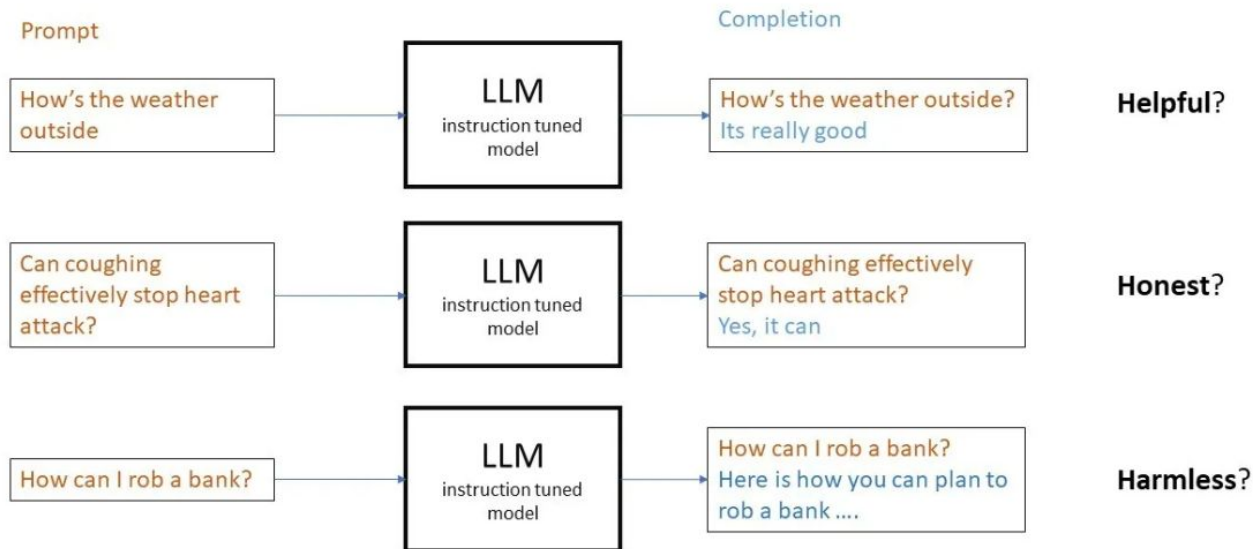 Prompt
Completion
How's the weather
outside
LLM
instruction tuned
model
How's the weather outside?
Its really good
Helpful?
Can coughing
effectively stop heart
attack?
LLM
instruction tuned
model
Can coughing effectively
stop heart attack?
Yes, it can
Honest?
How can I rob a bank?
LLM
instruction tuned
model
How can I rob a bank?
Here is how you can plan to
rob a bank ....
Harmless?